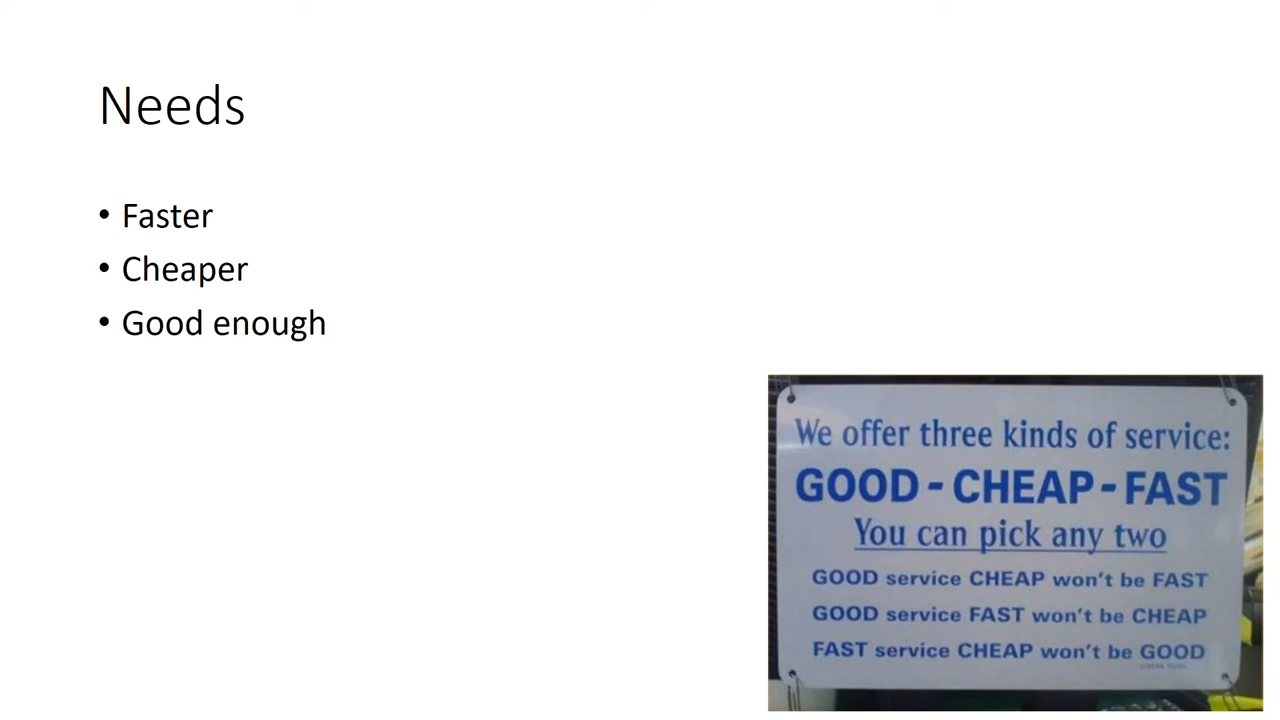 Needs
• Faster
• Cheaper
• Good enough
We offer three kinds of service:
GOOD - CHEAP - FAST
You can pick any two
GOOD service CHEAP won't be FAST
GOOD service FAST won't be CHEAP
FAST service CHEAP won't be GOOD